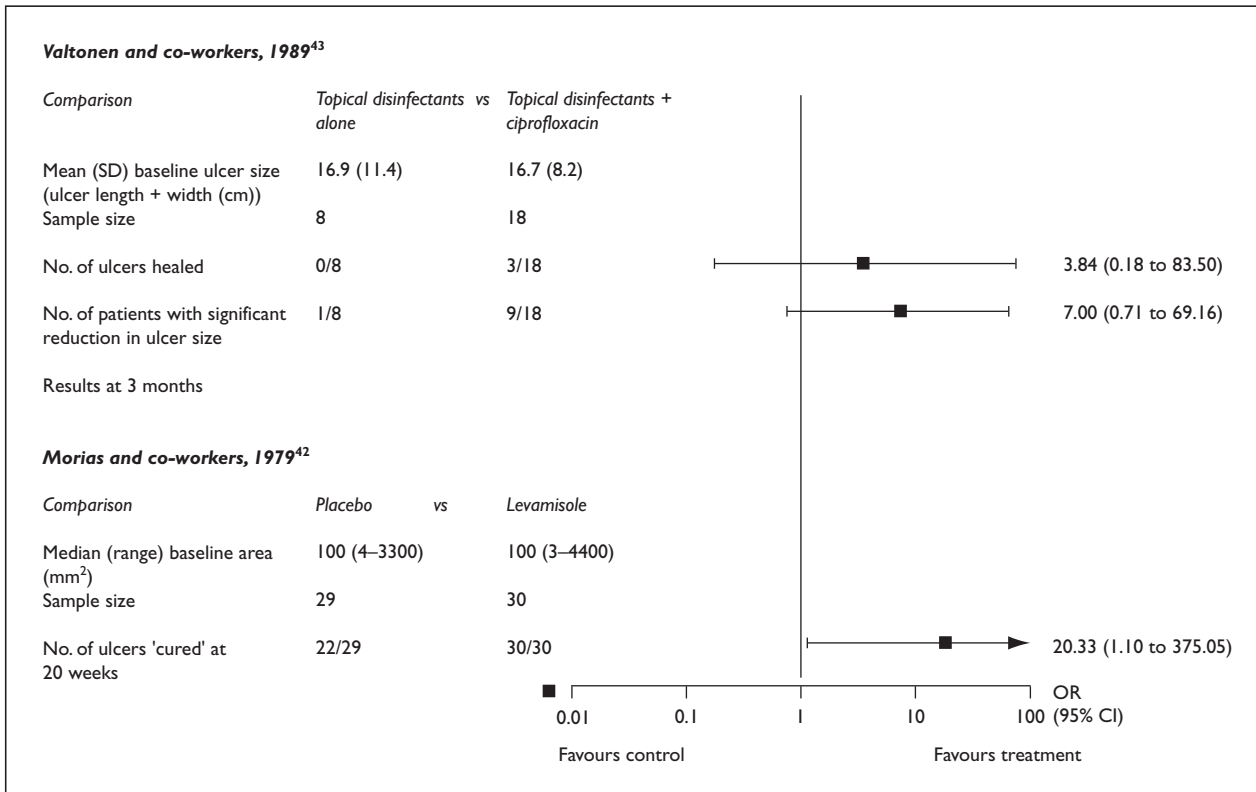 Valtonen and co-workers, 1989⁴³
Comparison Topical disinfectants vs Topical disinfectants +
alone ciprofloxacin
Mean (SD) baseline ulcer size 16.9 (11.4) 16.7 (8.2)
(ulcer length + width (cm))
Sample size 8 18
No. of ulcers healed 0/8 3/18 3.84 (0.18 to 83.50)
No. of patients with significant 1/8 9/18 7.00 (0.71 to 69.16)
reduction in ulcer size
Results at 3 months
Morias and co-workers, 1979⁴²
Comparison Placebo vs Levamisole
Median (range) baseline area 100 (4–3300) 100 (3–4400)
(mm²)
Sample size 29 30
No. of ulcers 'cured' at 22/29 30/30 20.33 (1.10 to 375.05)
20 weeks
OR
0.01 0.1 1 10 100 (95% CI)
Favours control Favours treatment